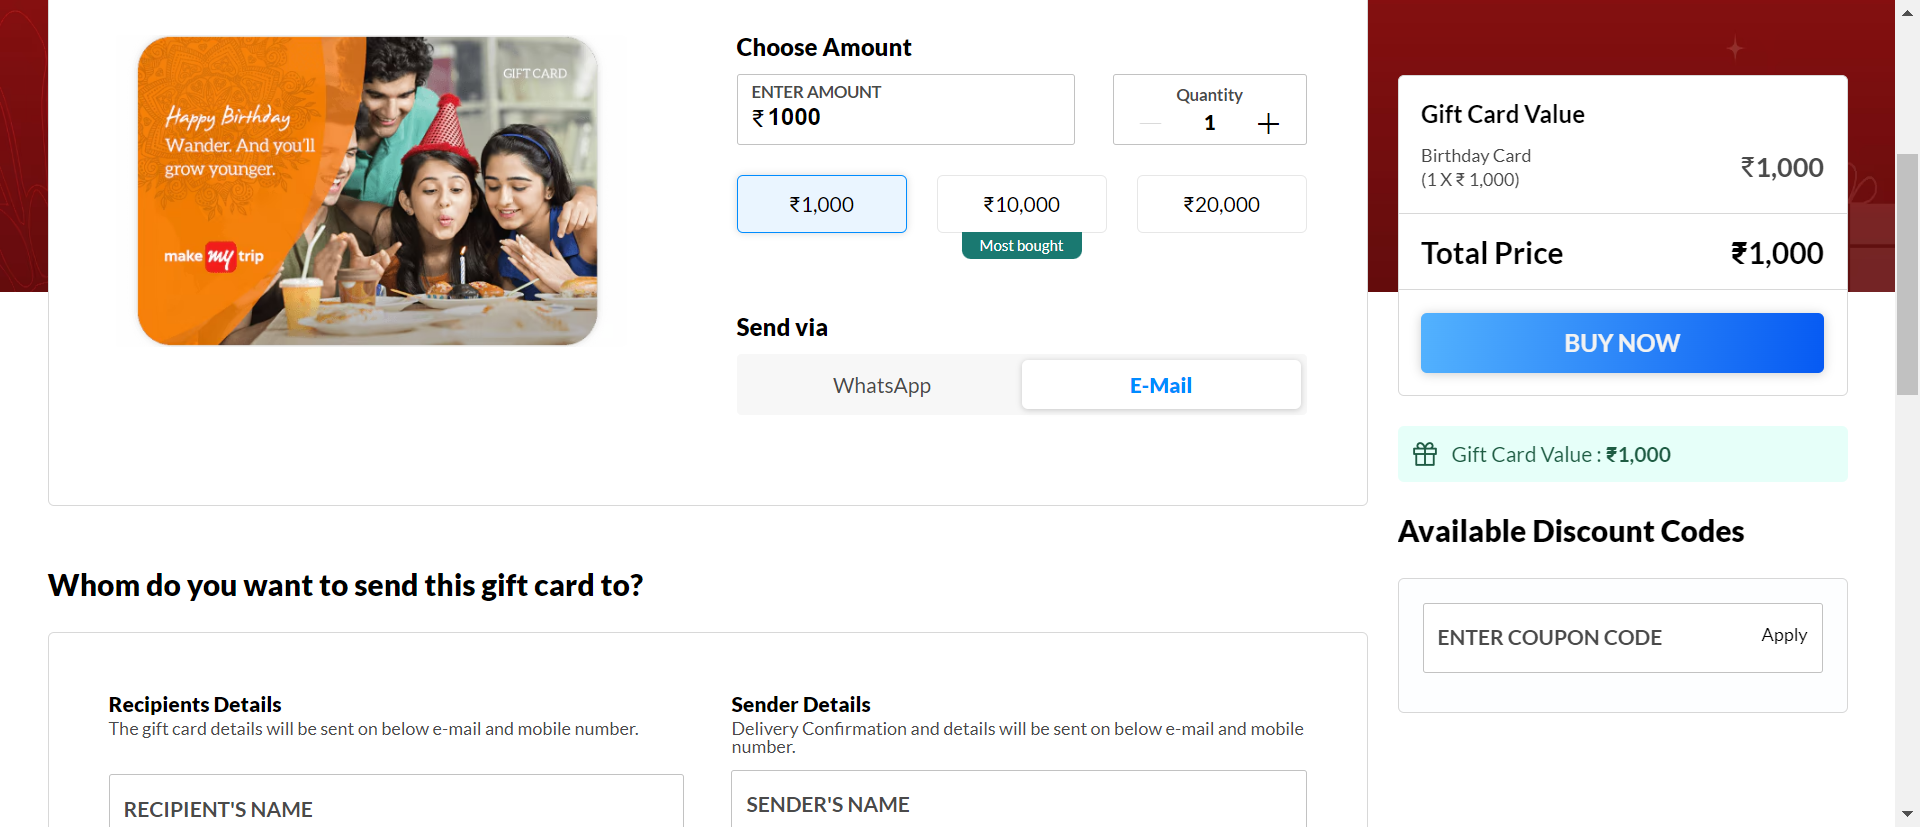 GIFT CARD
Happy Birthday
Wander. And you'll
grow younger.
make my trip
Choose Amount
ENTER AMOUNT
₹ 1000
Quantity
1
₹1,000
₹10,000
₹20,000
Most bought
Send via
WhatsApp
E-Mail
Gift Card Value
Birthday Card
(1 X ₹ 1,000)
₹1,000
Total Price
₹1,000
BUY NOW
Gift Card Value : ₹1,000
Available Discount Codes
ENTER COUPON CODE
Apply
Whom do you want to send this gift card to?
Recipients Details
The gift card details will be sent on below e-mail and mobile number.
RECIPIENT'S NAME
Sender Details
Delivery Confirmation and details will be sent on below e-mail and mobile
number.
SENDER'S NAME